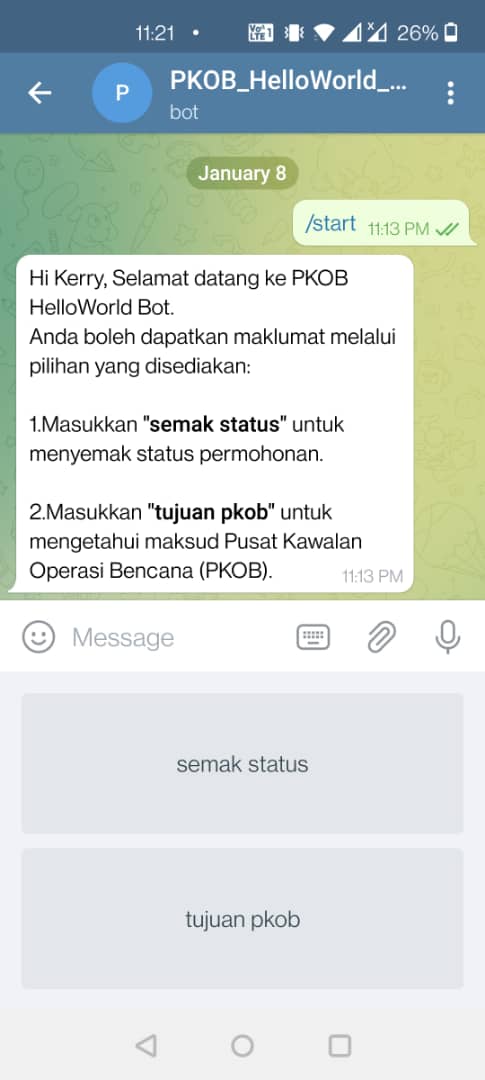 11:21
Vo 1
LTE
26%
P
PKOB_HelloWorld_...
bot
January 8
/start 11:13 PM
Hi Kerry, Selamat datang ke PKOB
HelloWorld Bot.
Anda boleh dapatkan maklumat melalui
pilihan yang disediakan:
1.Masukkan "semak status" untuk
menyemak status permohonan.
2.Masukkan "tujuan pkob" untuk
mengetahui maksud Pusat Kawalan
Operasi Bencana (PKOB).
11:13 PM
Message
semak status
tujuan pkob